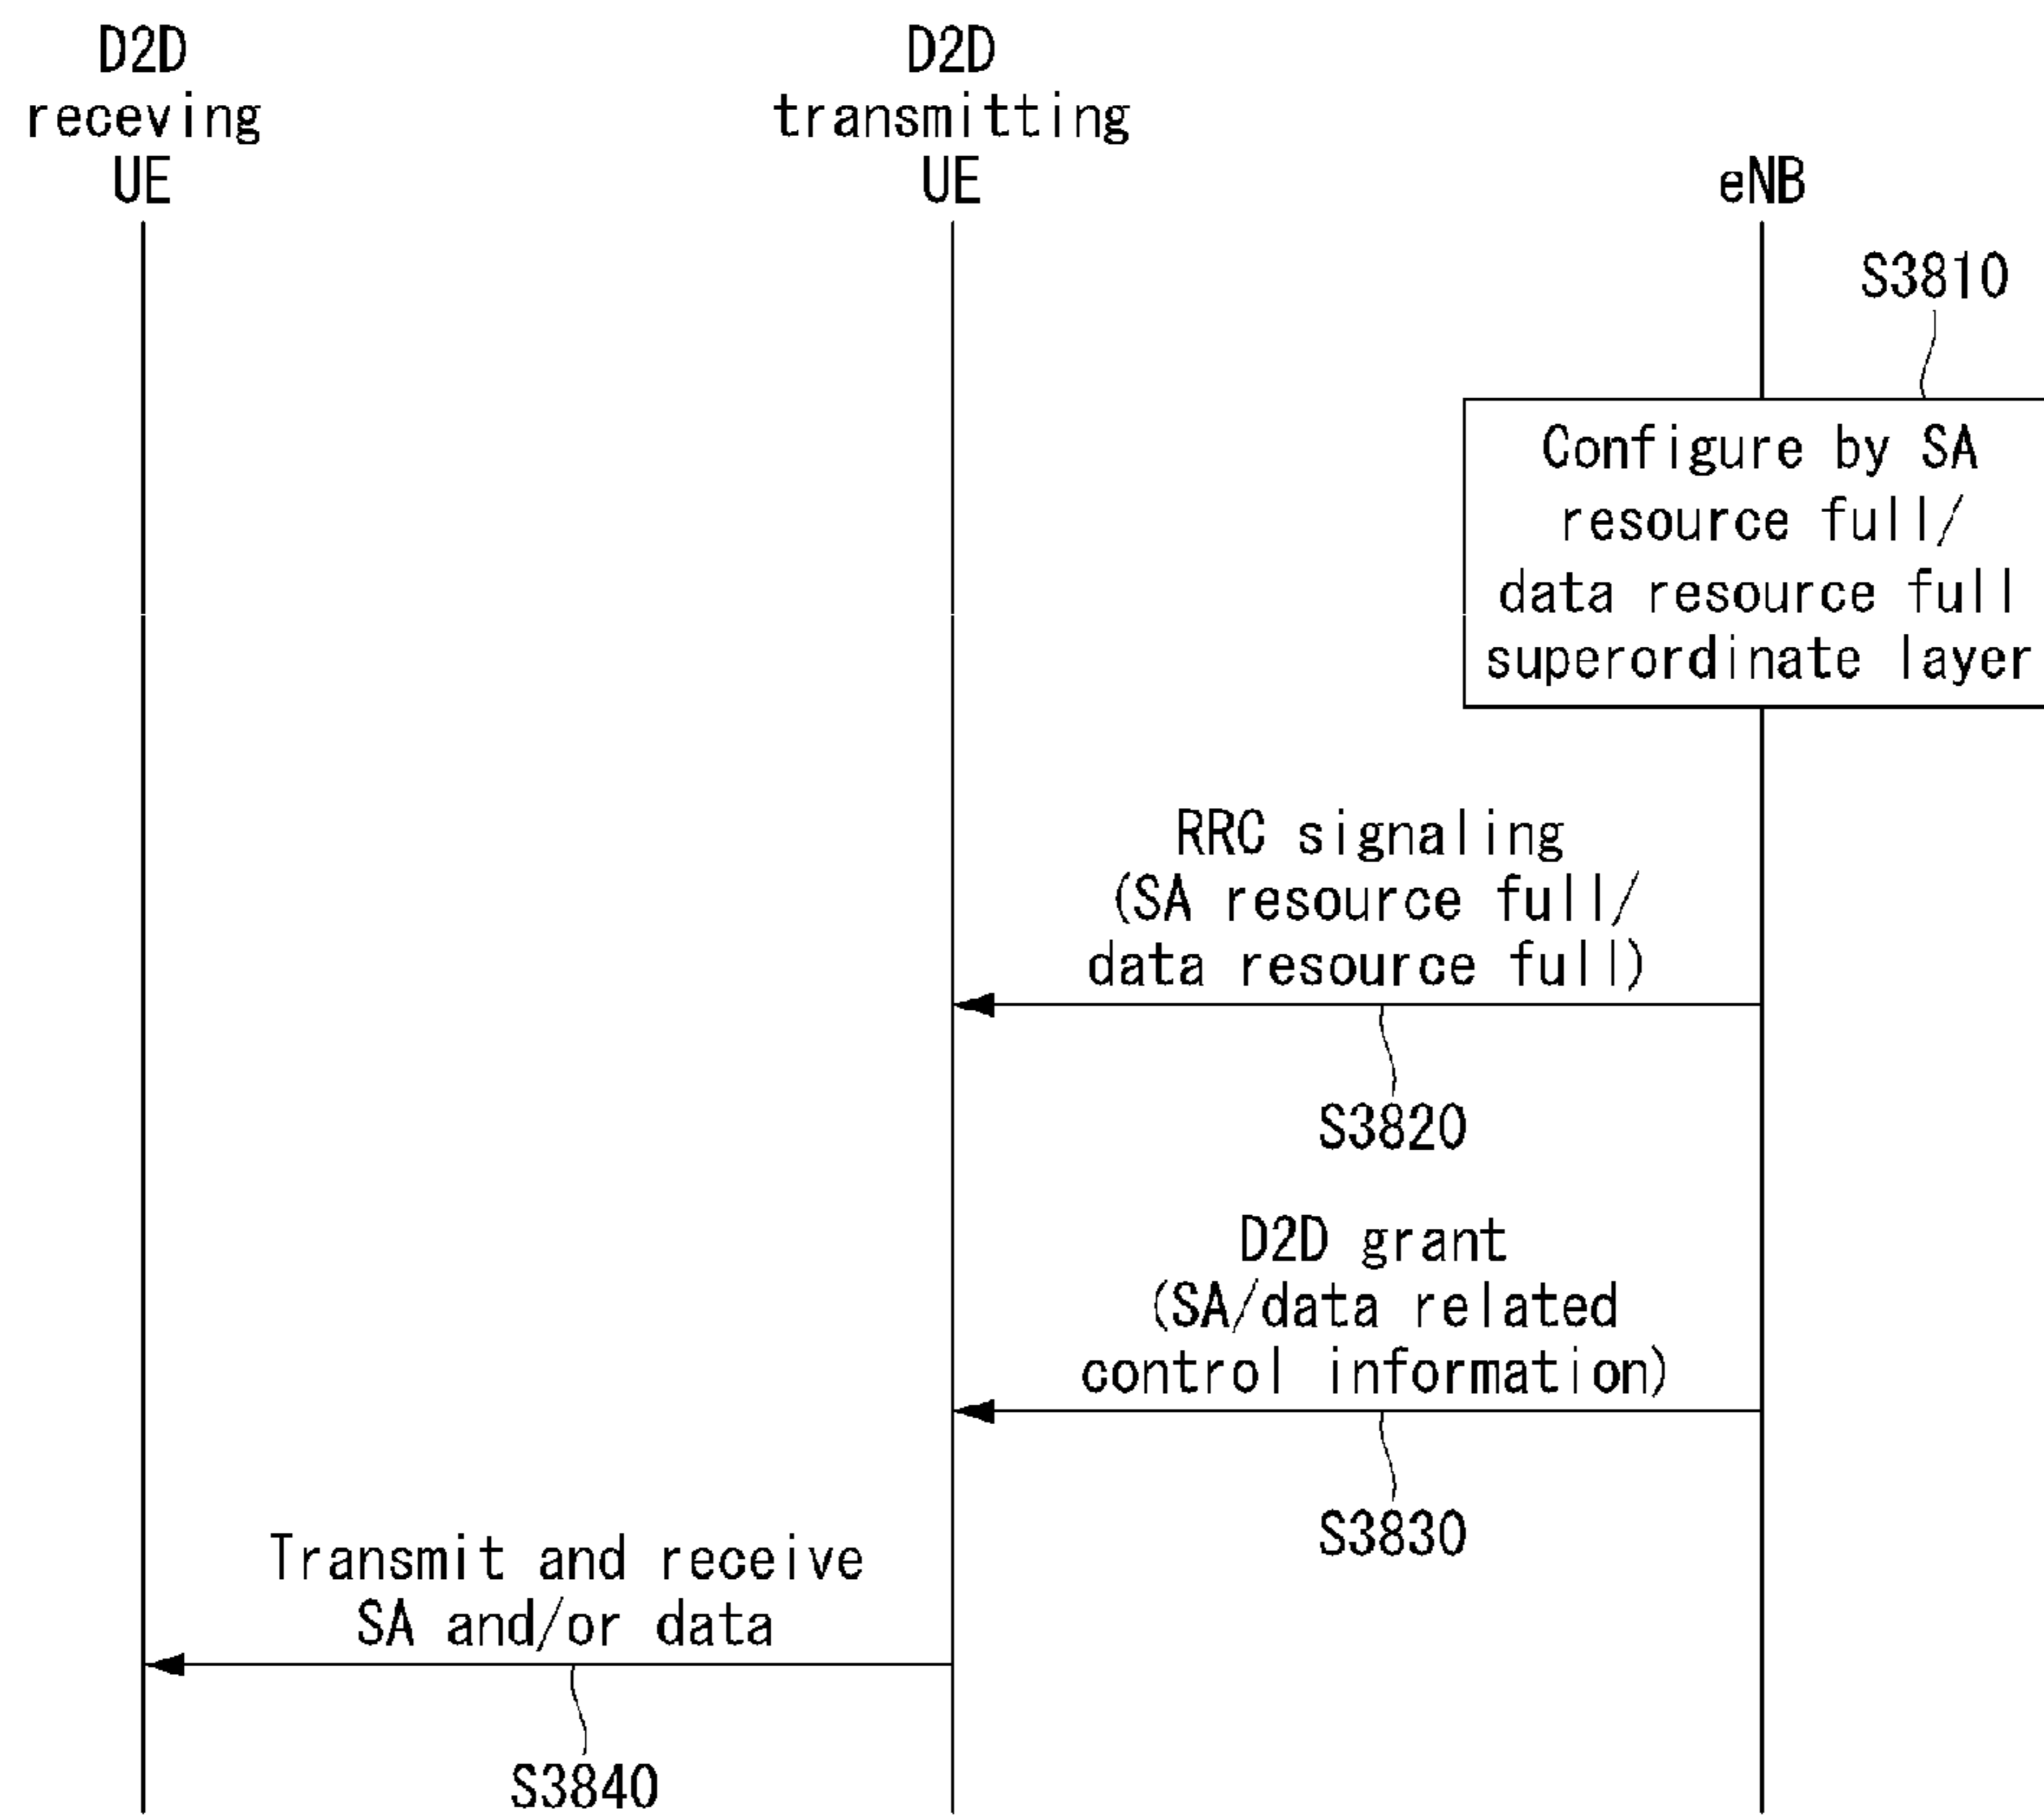 D2D
receving
UE
D2D
transmitting
UE
eNB
S3810
Configure by SA
resource full/
data resource full
superordinate layer
RRC signaling
(SA resource full/
data resource full)
S3820
D2D grant
(SA/data related
control information)
S3830
Transmit and receive
SA and/or data
S3840